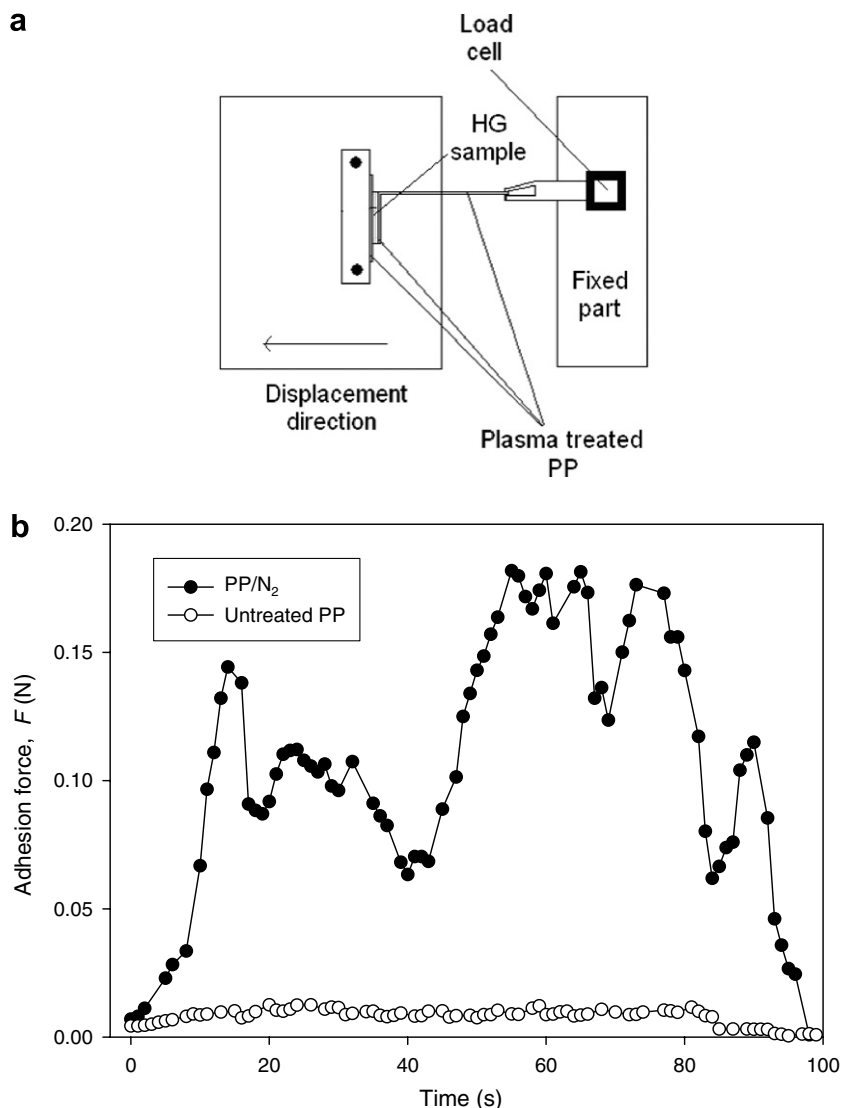 a
Load
cell
HG
sample
Fixed
part
Displacement
direction
Plasma treated
PP
b
0.20
0.15
0.10
0.05
0.00
Adhesion force, F (N)
PP/N₂
Untreated PP
0 20 40 60 80 100
Time (s)